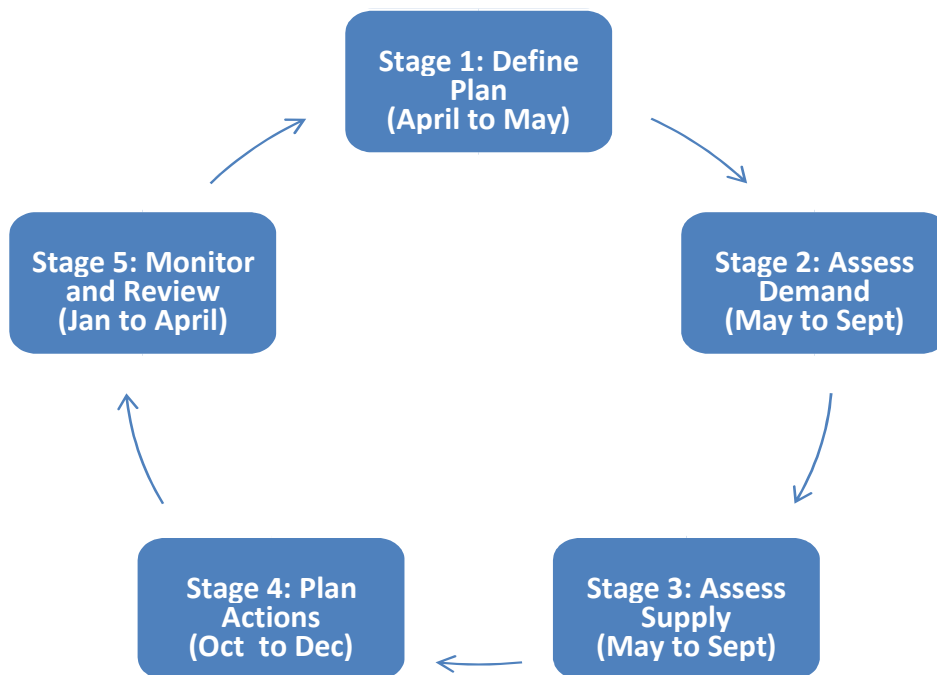 Stage 1: Define
Plan
(April to May)
Stage 2: Assess
Demand
(May to Sept)
Stage 3: Assess
Supply
(May to Sept)
Stage 4: Plan
Actions
(Oct  to Dec)
Stage 5: Monitor
and Review
(Jan to April)